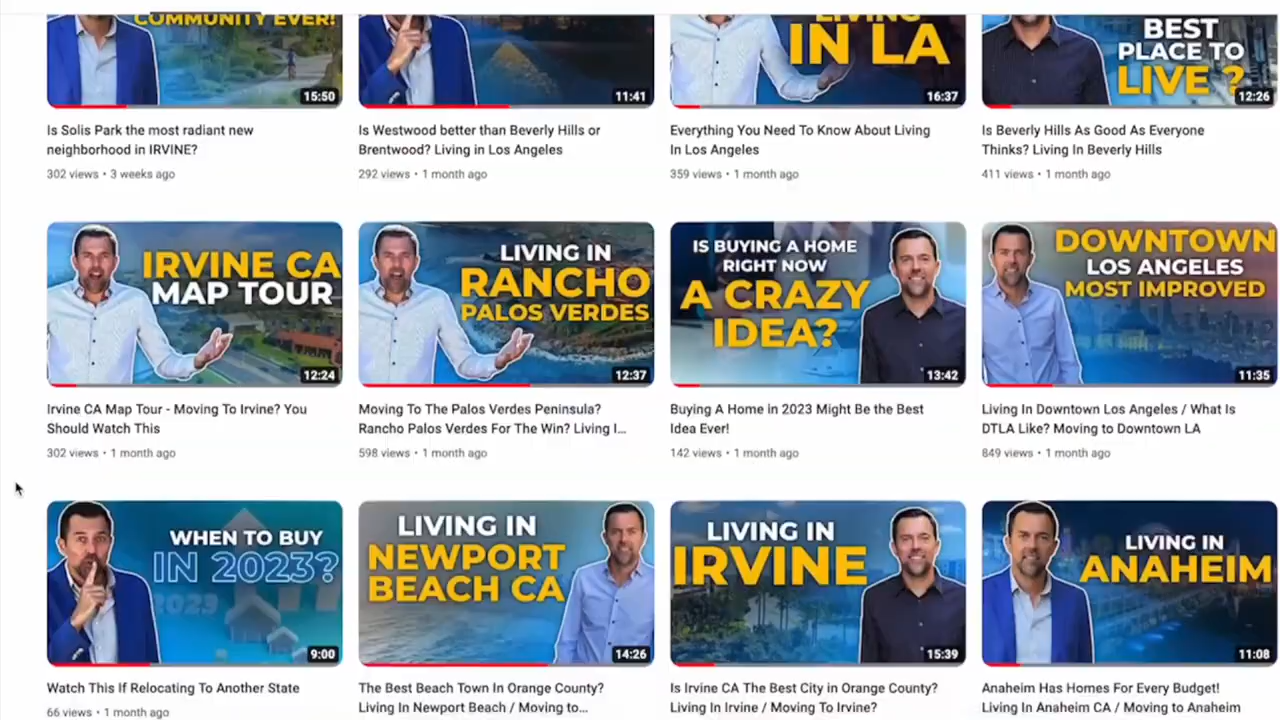 COMMUNITY EVER!
15:50
11:41
LIVING
IN LA
16:37
BEST
PLACE TO
LIVE ?
12:26
Is Solis Park the most radiant new
neighborhood in IRVINE?
302 views • 3 weeks ago
Is Westwood better than Beverly Hills or
Brentwood? Living in Los Angeles
292 views • 1 month ago
Everything You Need To Know About Living
In Los Angeles
359 views • 1 month ago
Is Beverly Hills As Good As Everyone
Thinks? Living In Beverly Hills
411 views • 1 month ago
IRVINE CA
MAP TOUR
12:24
LIVING IN
RANCHO
PALOS VERDES
12:37
IS BUYING A HOME
RIGHT NOW
A CRAZY
IDEA?
13:42
DOWNTOWN
LOS ANGELES
MOST IMPROVED
11:35
Irvine CA Map Tour - Moving To Irvine? You
Should Watch This
302 views • 1 month ago
Moving To The Palos Verdes Peninsula?
Rancho Palos Verdes For The Win? Living I...
598 views • 1 month ago
Buying A Home in 2023 Might Be the Best
Idea Ever!
142 views • 1 month ago
Living In Downtown Los Angeles / What Is
DTLA Like? Moving to Downtown LA
849 views • 1 month ago
WHEN TO BUY
IN 2023?
2023
9:00
LIVING IN
NEWPORT
BEACH CA
14:26
LIVING IN
IRVINE
15:39
LIVING IN
ANAHEIM
11:08
Watch This If Relocating To Another State
66 views • 1 month ago
The Best Beach Town In Orange County?
Living In Newport Beach / Moving to...
Is Irvine CA The Best City in Orange County?
Living In Irvine / Moving To Irvine?
Anaheim Has Homes For Every Budget!
Living In Anaheim CA / Moving to Anaheim